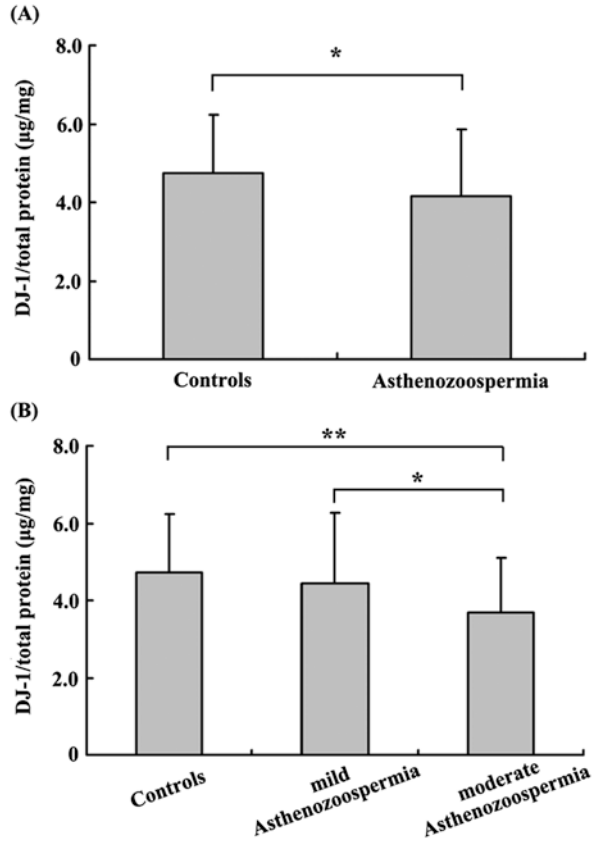 (A)
8.0
6.0
4.0
2.0
0
DJ-1/total protein (μg/mg)
*
Controls
Asthenozoospermia
(B)
8.0
6.0
4.0
2.0
0
DJ-1/total protein (μg/mg)
**
*
Controls
mild
Asthenozoospermia
moderate
Asthenozoospermia